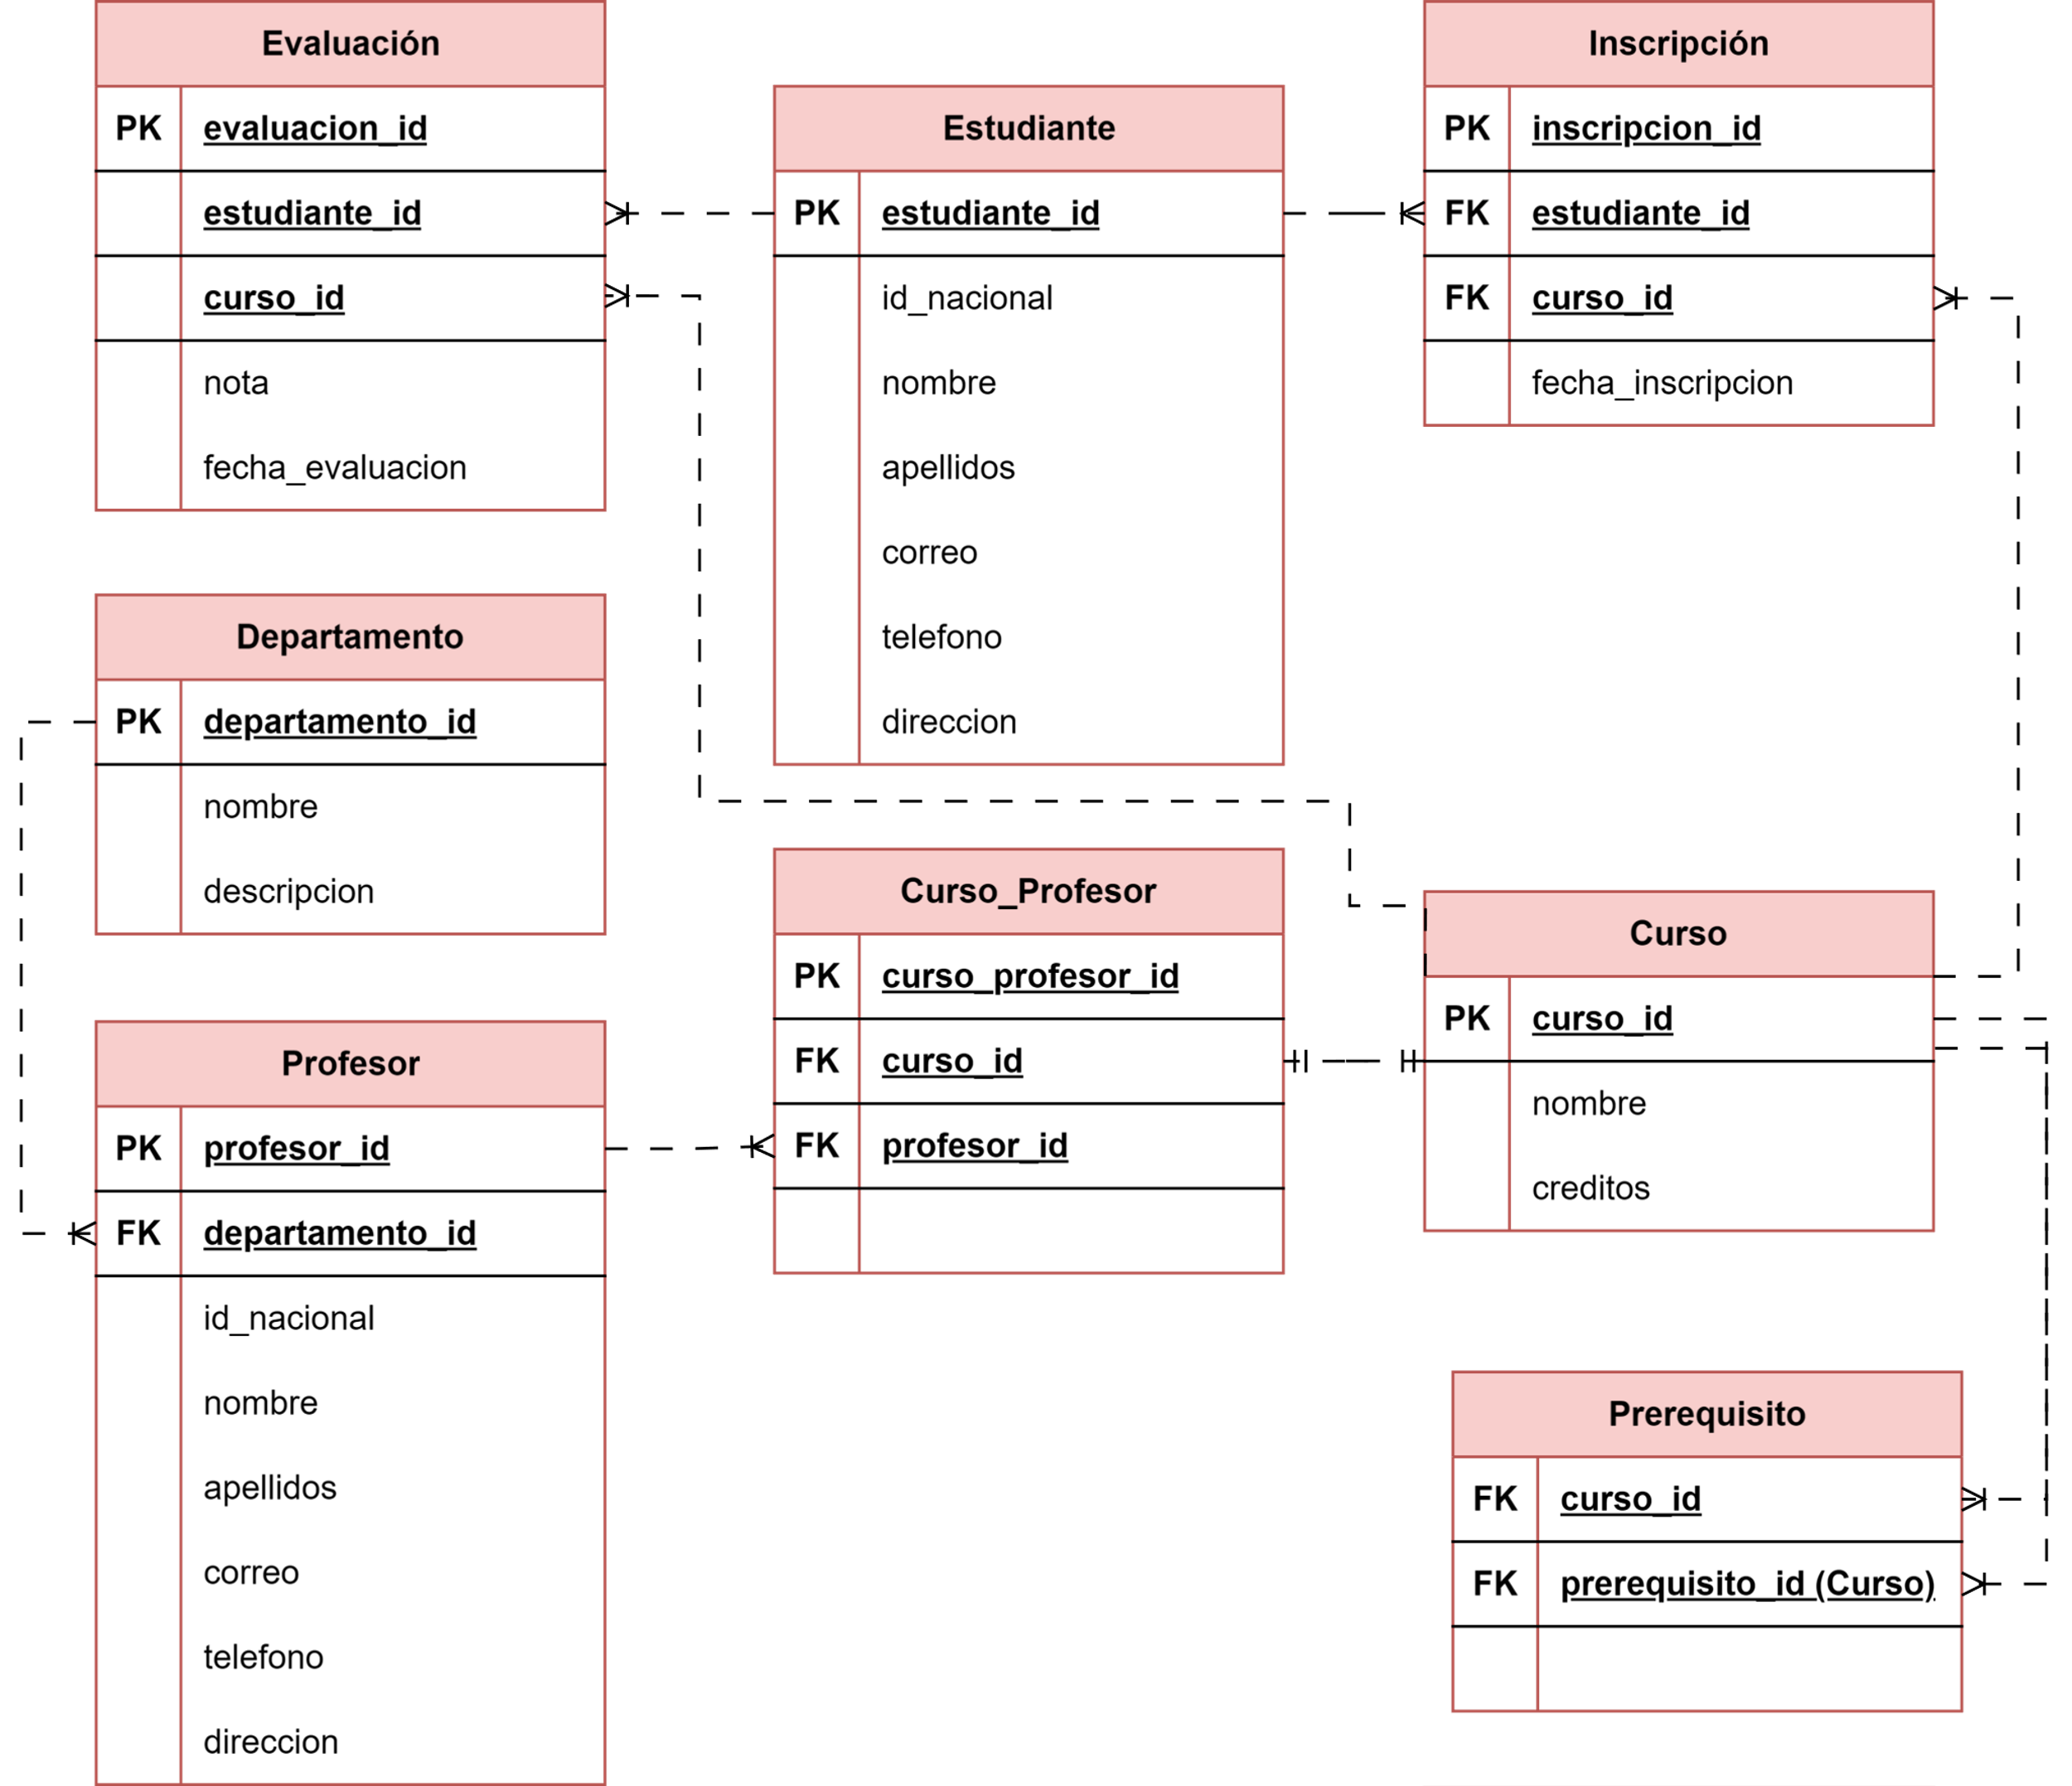 Evaluación
PK evaluacion_id
estudiante_id
curso_id
nota
fecha_evaluacion
Estudiante
PK estudiante_id
id_nacional
nombre
apellidos
correo
telefono
direccion
Inscripción
PK inscripcion_id
FK estudiante_id
FK curso_id
fecha_inscripcion
Departamento
PK departamento_id
nombre
descripcion
Curso_Profesor
PK curso_profesor_id
FK curso_id
FK profesor_id
Curso
PK curso_id
nombre
creditos
Profesor
PK profesor_id
FK departamento_id
id_nacional
nombre
apellidos
correo
telefono
direccion
Prerequisito
FK curso_id
FK prerequisito_id (Curso)